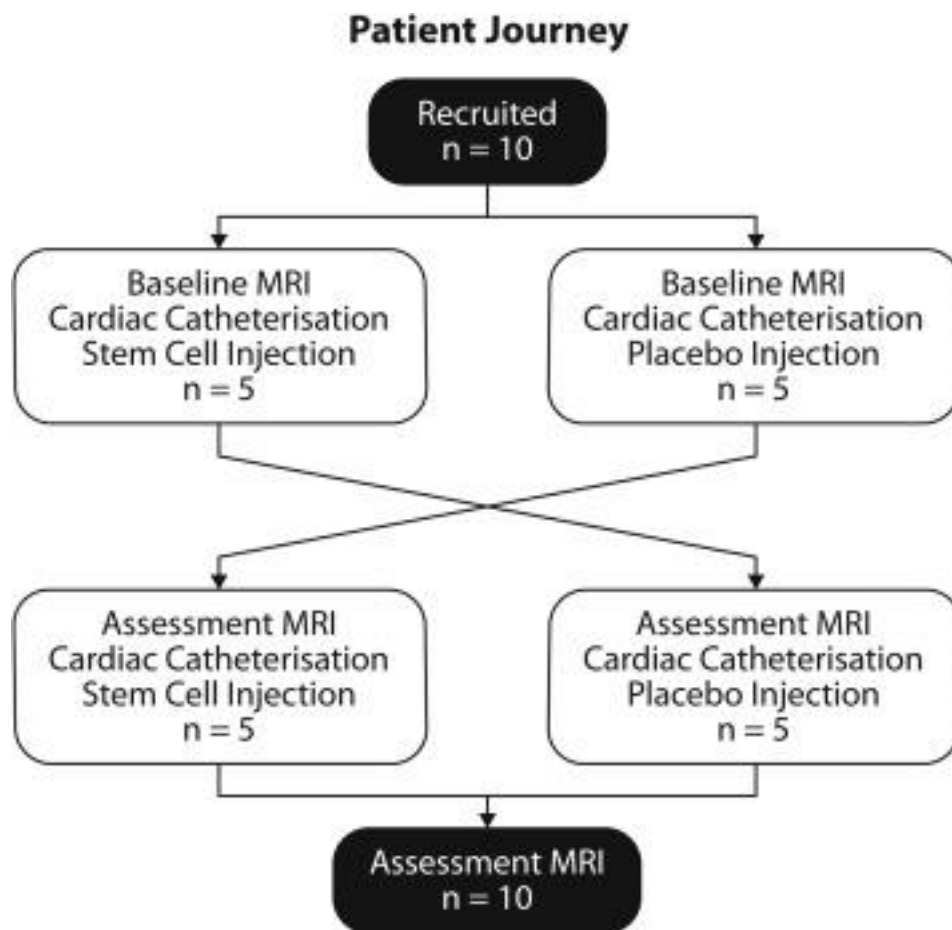 Patient Journey
Recruited
n = 10
Baseline MRI
Cardiac Catheterisation
Stem Cell Injection
n = 5
Baseline MRI
Cardiac Catheterisation
Placebo Injection
n = 5
Assessment MRI
Cardiac Catheterisation
Stem Cell Injection
n = 5
Assessment MRI
Cardiac Catheterisation
Placebo Injection
n = 5
Assessment MRI
n = 10